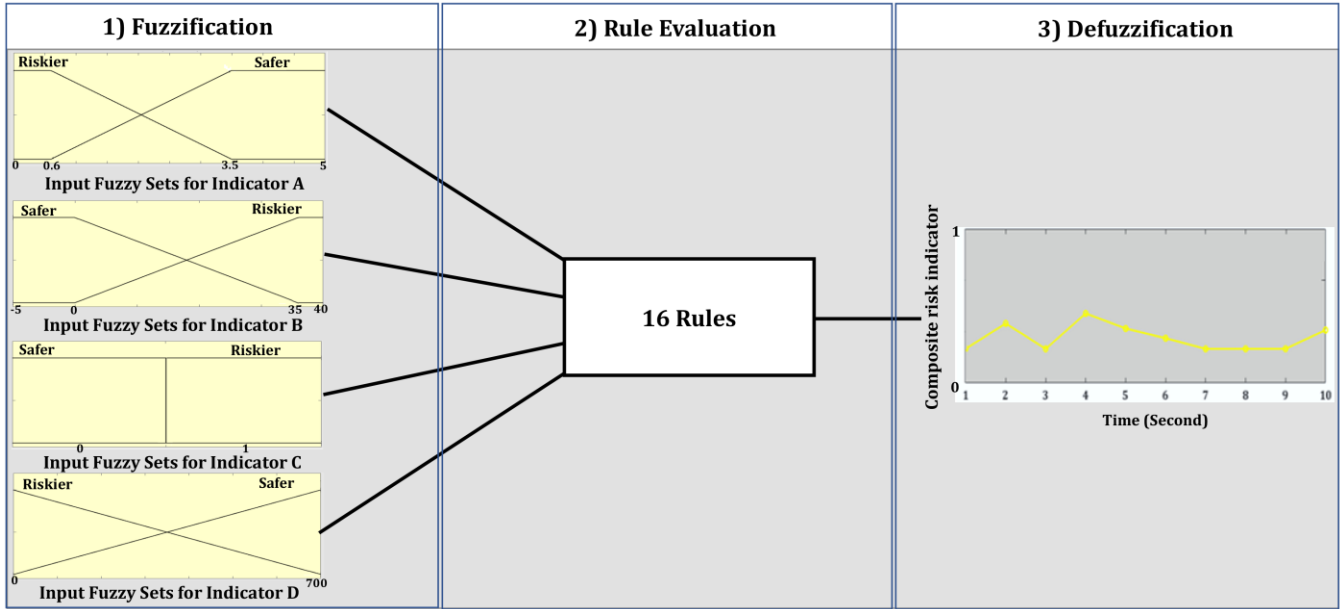 1) Fuzzification
2) Rule Evaluation
3) Defuzzification
Riskier Safer
0 0.6 3.5 5
Input Fuzzy Sets for Indicator A
Safer Riskier
-5 0 35 40
Input Fuzzy Sets for Indicator B
Safer Riskier
0 1
Input Fuzzy Sets for Indicator C
Riskier Safer
0 700
Input Fuzzy Sets for Indicator D
16 Rules
Composite risk indicator
1
0
1 2 3 4 5 6 7 8 9 10
Time (Second)